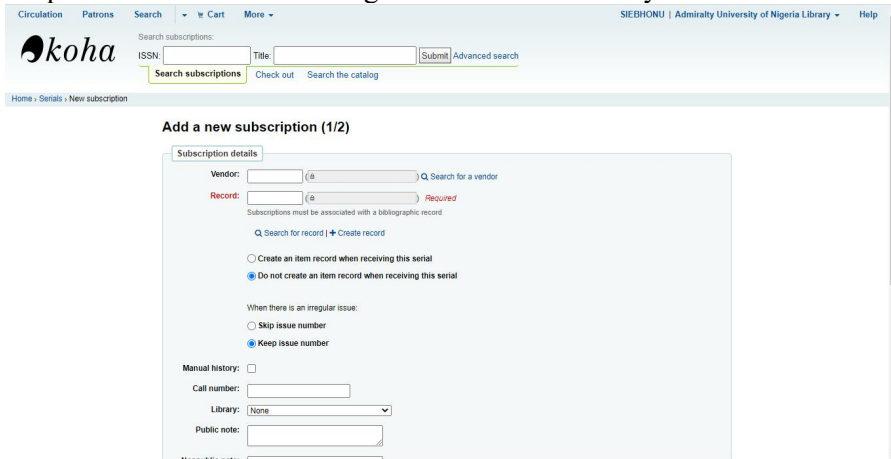 Circulation Patrons Search Cart More SIEBHONU | Admiralty University of Nigeria Library Help
koha
Search subscriptions:
ISSN: Title: Submit Advanced search
Search subscriptions Check out Search the catalog
Home › Serials › New subscription
Add a new subscription (1/2)
Subscription details
Vendor: ( ) Search for a vendor
Record: ( ) Required
Subscriptions must be associated with a bibliographic record
Search for record | + Create record
Create an item record when receiving this serial
Do not create an item record when receiving this serial
When there is an irregular issue:
Skip issue number
Keep issue number
Manual history:
Call number:
Library: None
Public note: